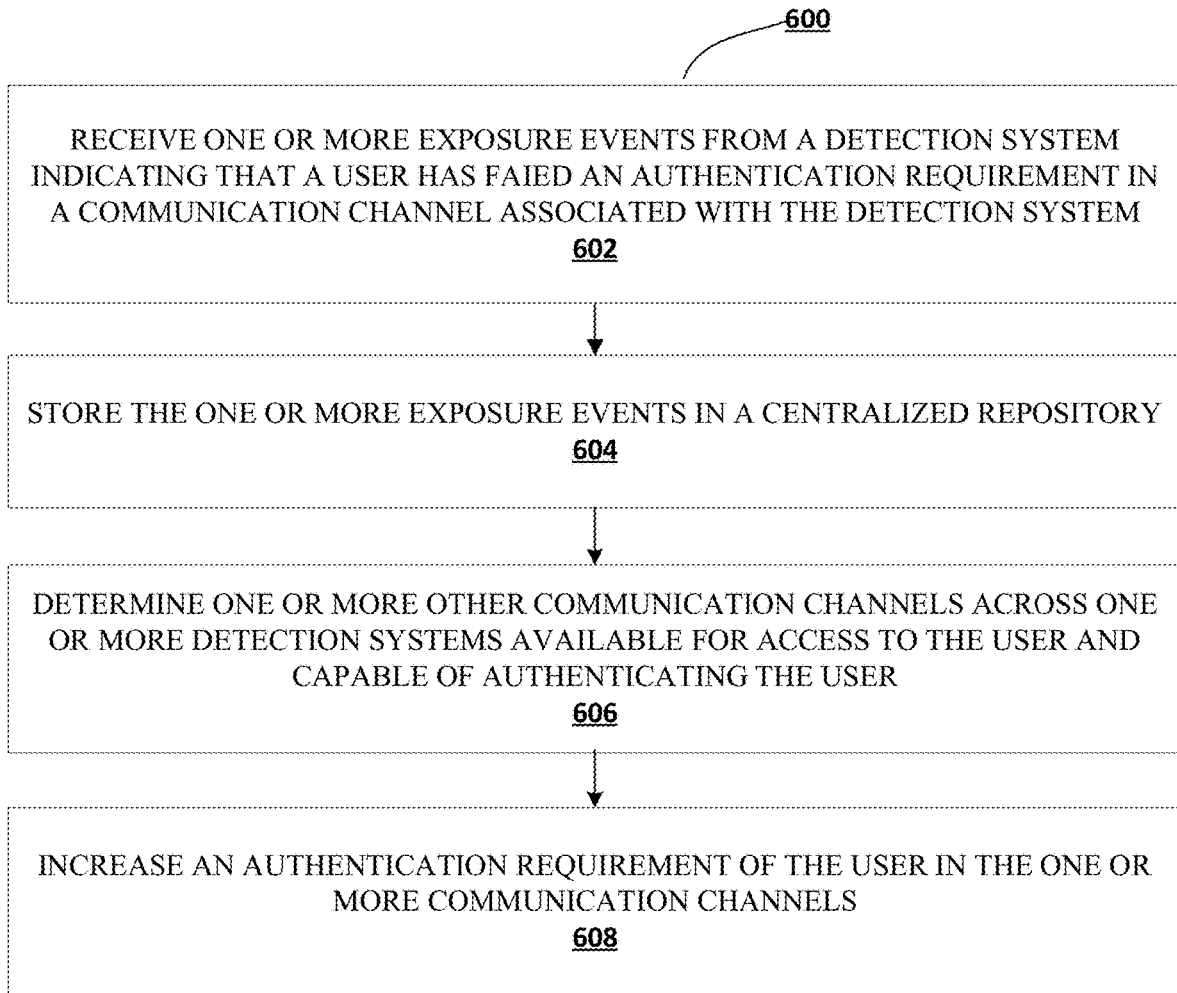 600
RECEIVE ONE OR MORE EXPOSURE EVENTS FROM A DETECTION SYSTEM
INDICATING THAT A USER HAS FAIED AN AUTHENTICATION REQUIREMENT IN
A COMMUNICATION CHANNEL ASSOCIATED WITH THE DETECTION SYSTEM
602
STORE THE ONE OR MORE EXPOSURE EVENTS IN A CENTRALIZED REPOSITORY
604
DETERMINE ONE OR MORE OTHER COMMUNICATION CHANNELS ACROSS ONE
OR MORE DETECTION SYSTEMS AVAILABLE FOR ACCESS TO THE USER AND
CAPABLE OF AUTHENTICATING THE USER
606
INCREASE AN AUTHENTICATION REQUIREMENT OF THE USER IN THE ONE OR
MORE COMMUNICATION CHANNELS
608